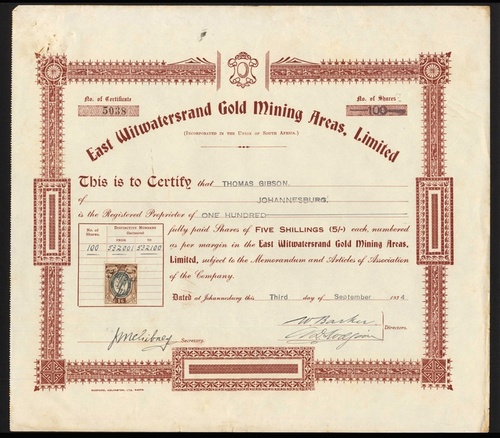 No. of Certificate
5038
No. of Shares
100
East Witwatersrand Gold Mining Areas, Limited
(Incorporated in the Union of South Africa.)
This is to Certify that THOMAS GIBSON.
of JOHANNESBURG.
is the Registered Proprietor of ONE HUNDRED
fully paid Shares of FIVE SHILLINGS (5/-) each, numbered
as per margin in the East Witwatersrand Gold Mining Areas,
Limited, subject to the Memorandum and Articles of Association
of the Company.
No. of Shares.
Distinctive Numbers Inclusive
FROM TO
100 532001 532100
Dated at Johannesburg this Third day of September 1934
Secretary.
W Barker
Directors.